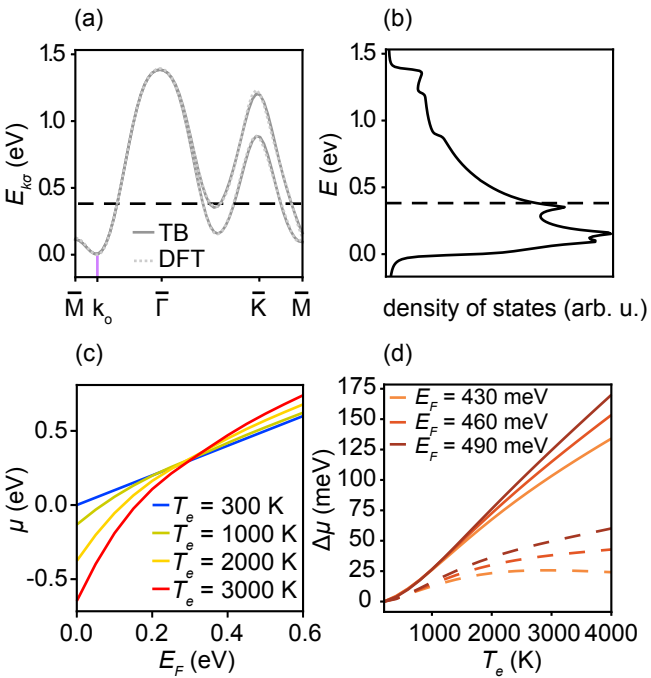 (a)
1.5
1.0
0.5
0.0
E_kσ (eV)
TB
DFT
M̄ k_o Γ̄ K̄ M̄
(b)
1.5
1.0
0.5
0.0
E (ev)
density of states (arb. u.)
(c)
0.5
0.0
-0.5
μ (eV)
T_e = 300 K
T_e = 1000 K
T_e = 2000 K
T_e = 3000 K
0.0 0.2 0.4 0.6
E_F (eV)
(d)
175
150
125
100
75
50
25
0
Δμ (meV)
E_F = 430 meV
E_F = 460 meV
E_F = 490 meV
1000 2000 3000 4000
T_e (K)